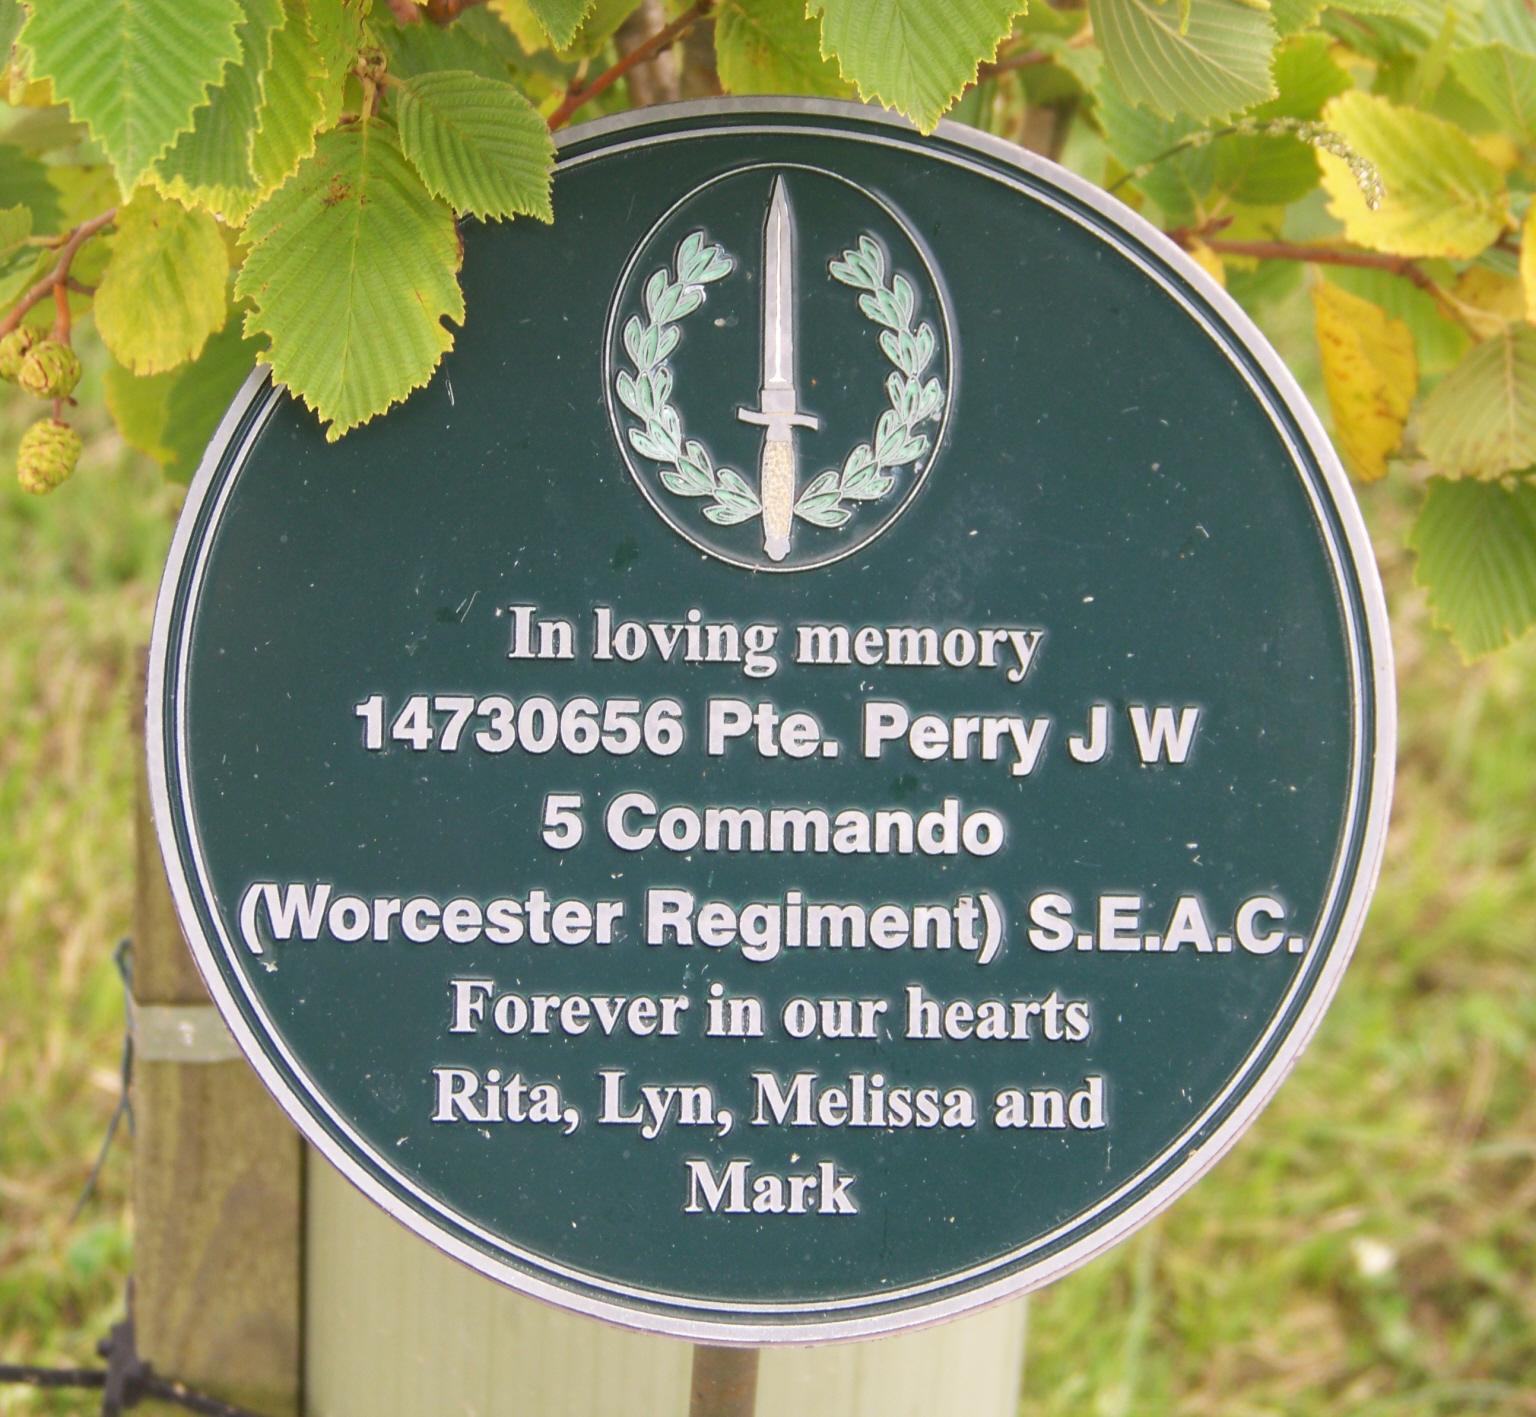 In loving memory
14730656 Pte. Perry J W
5 Commando
(Worcester Regiment) S.E.A.C.
Forever in our hearts
Rita, Lyn, Melissa and
Mark